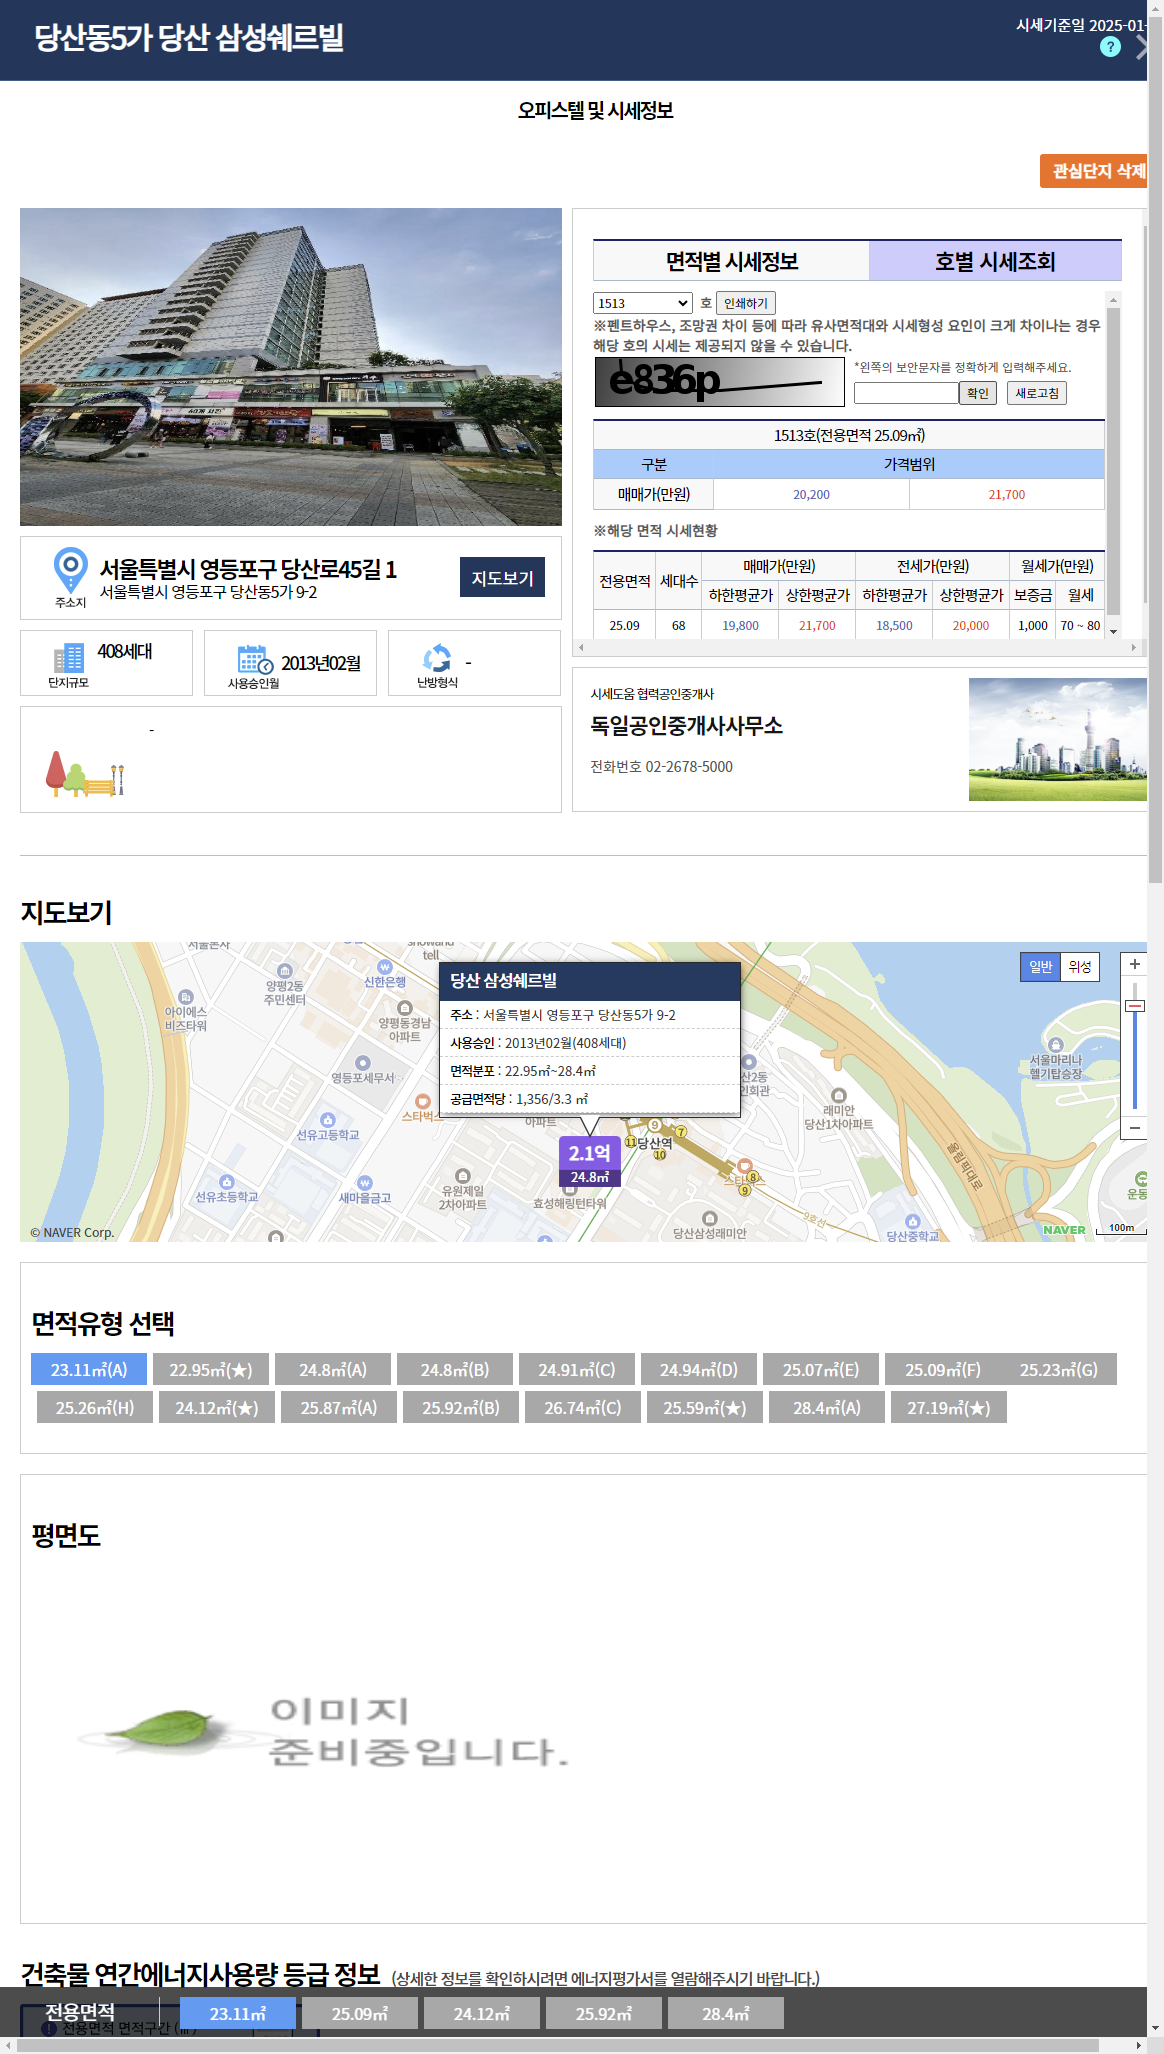 당산동5가 당산 삼성쉐르빌
시세기준일 2025-01-
?
오피스텔 및 시세정보
관심단지 삭제
면적별 시세정보
호별 시세조회
1513 호 인쇄하기
※펜트하우스, 조망권 차이 등에 따라 유사면적대와 시세형성 요인이 크게 차이나는 경우
해당 호의 시세는 제공되지 않을 수 있습니다.
e836p
*왼쪽의 보안문자를 정확하게 입력해주세요.
확인 새로고침
1513호(전용면적 25.09㎡)
구분 가격범위
매매가(만원) 20,200 21,700
※해당 면적 시세현황
전용면적 세대수 매매가(만원) 전세가(만원) 월세가(만원)
하한평균가 상한평균가 하한평균가 상한평균가 보증금 월세
25.09 68 19,800 21,700 18,500 20,000 1,000 70 ~ 80
주소지
서울특별시 영등포구 당산로45길 1
서울특별시 영등포구 당산동5가 9-2
지도보기
단지규모 408세대
사용승인월 2013년02월
난방형식 -
-
시세도움 협력공인중개사
독일공인중개사사무소
전화번호 02-2678-5000
지도보기
tell
양평2동
주민센터
신한은행
아이에스
비즈타워
양평동경남
아파트
영등포세무서
스타벅스
선유고등학교
선유초등학교
새마을금고
유원제일
2차아파트
아파트
효성해링턴타워
당산 삼성쉐르빌
주소 : 서울특별시 영등포구 당산동5가 9-2
사용승인 : 2013년02월(408세대)
면적분포 : 22.95㎡~28.4㎡
공급면적당 : 1,356/3.3 ㎡
2.1억
24.8㎡
당산역
9
7
11
10
8
9
스타벅스
9호선
당산삼성래미안
당산중학교
래미안
당산1차아파트
서울마리나
헬기탑승장
올림픽대로
운동
일반 위성
+
−
© NAVER Corp.
NAVER
100m
면적유형 선택
23.11㎡(A) 22.95㎡(★) 24.8㎡(A) 24.8㎡(B) 24.91㎡(C) 24.94㎡(D) 25.07㎡(E) 25.09㎡(F) 25.23㎡(G)
25.26㎡(H) 24.12㎡(★) 25.87㎡(A) 25.92㎡(B) 26.74㎡(C) 25.59㎡(★) 28.4㎡(A) 27.19㎡(★)
평면도
이미지
준비중입니다.
건축물 연간에너지사용량 등급 정보 (상세한 정보를 확인하시려면 에너지평가서를 열람해주시기 바랍니다.)
전용면적 23.11㎡ 25.09㎡ 24.12㎡ 25.92㎡ 28.4㎡
전용면적 면적구간 (㎡)